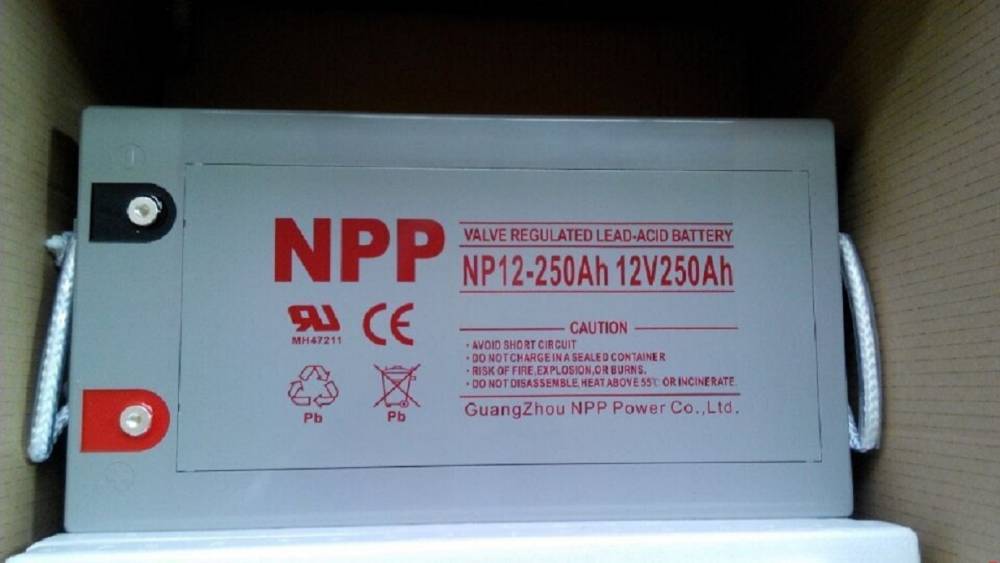 NPP
VALVE REGULATED LEAD-ACID BATTERY
NP12-250Ah 12V250Ah
MH47211
CE
CAUTION
· AVOID SHORT CIRCUIT
· DO NOT CHARGE IN A SEALED CONTAINER
· RISK OF FIRE,EXPLOSION,OR BURNS.
· DO NOT DISASSEMBLE,HEAT ABOVE 55℃ OR INCINERATE.
Pb
Pb
GuangZhou NPP Power Co.,Ltd.